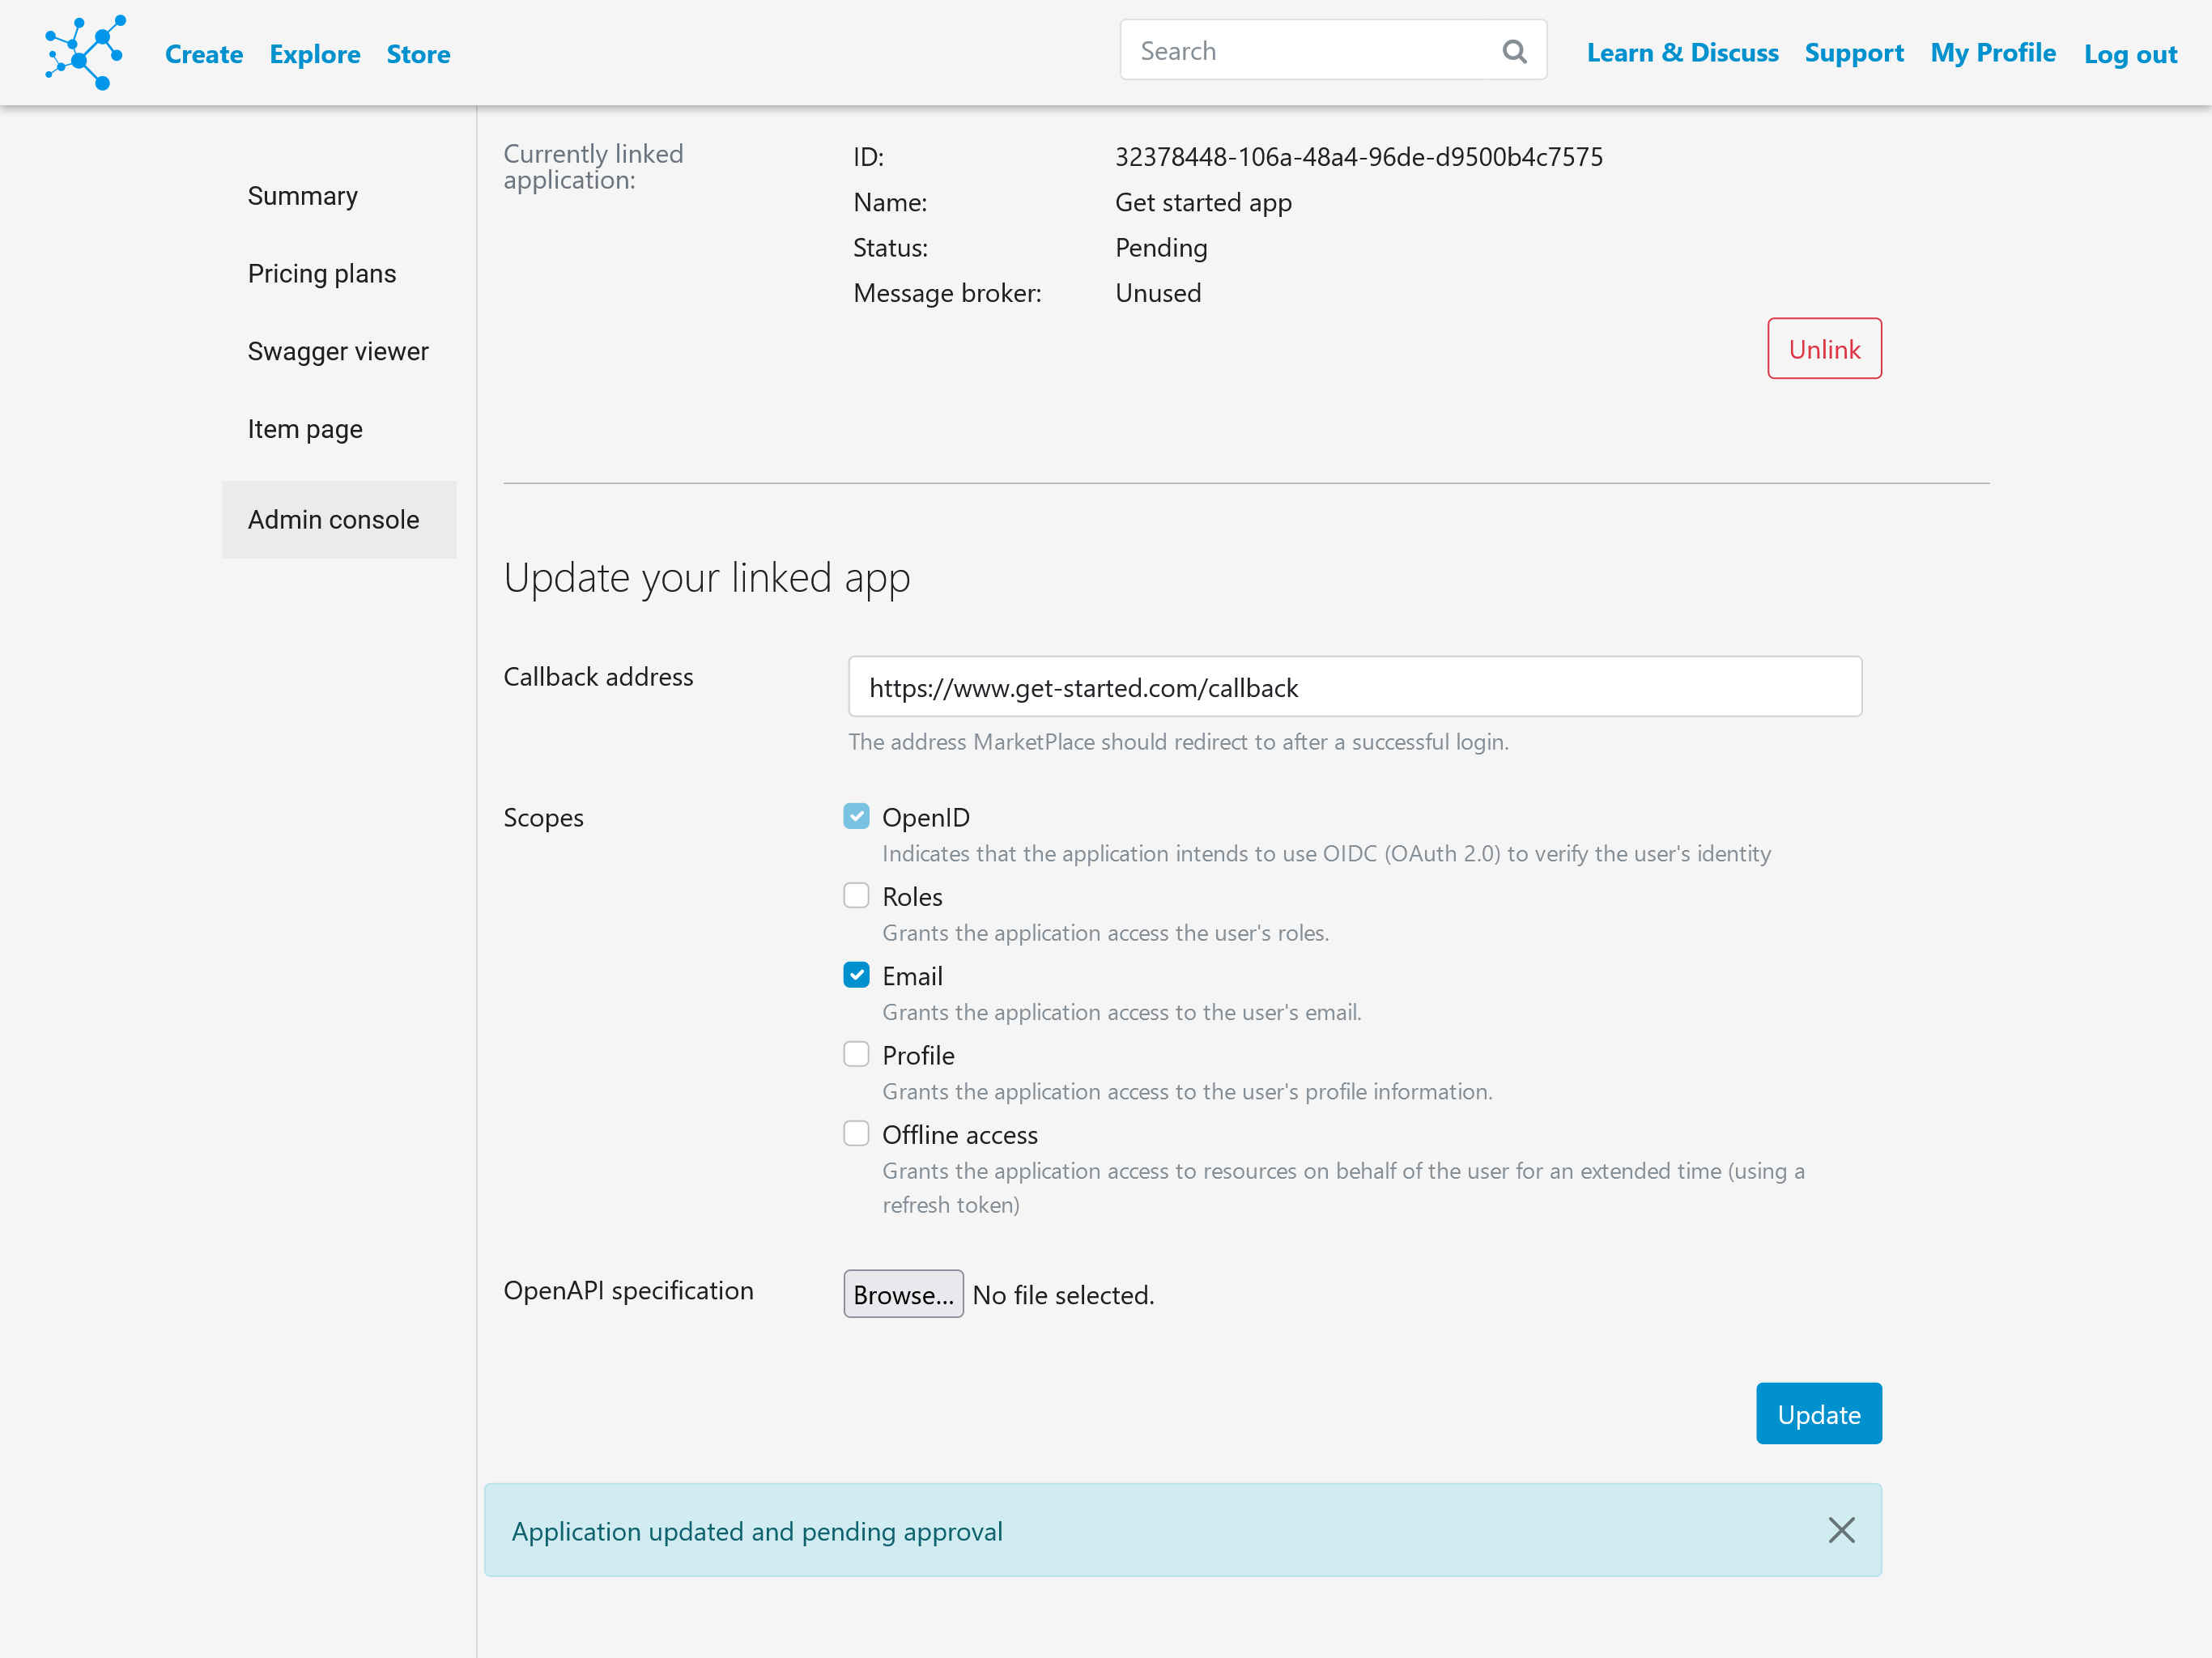 Create Explore Store
Search
Learn & Discuss Support My Profile Log out
Summary
Pricing plans
Swagger viewer
Item page
Admin console
Currently linked
application:
ID: 32378448-106a-48a4-96de-d9500b4c7575
Name: Get started app
Status: Pending
Message broker: Unused
Unlink
Update your linked app
Callback address
https://www.get-started.com/callback
The address MarketPlace should redirect to after a successful login.
Scopes
OpenID
Indicates that the application intends to use OIDC (OAuth 2.0) to verify the user's identity
Roles
Grants the application access the user's roles.
Email
Grants the application access to the user's email.
Profile
Grants the application access to the user's profile information.
Offline access
Grants the application access to resources on behalf of the user for an extended time (using a
refresh token)
OpenAPI specification
Browse... No file selected.
Update
Application updated and pending approval